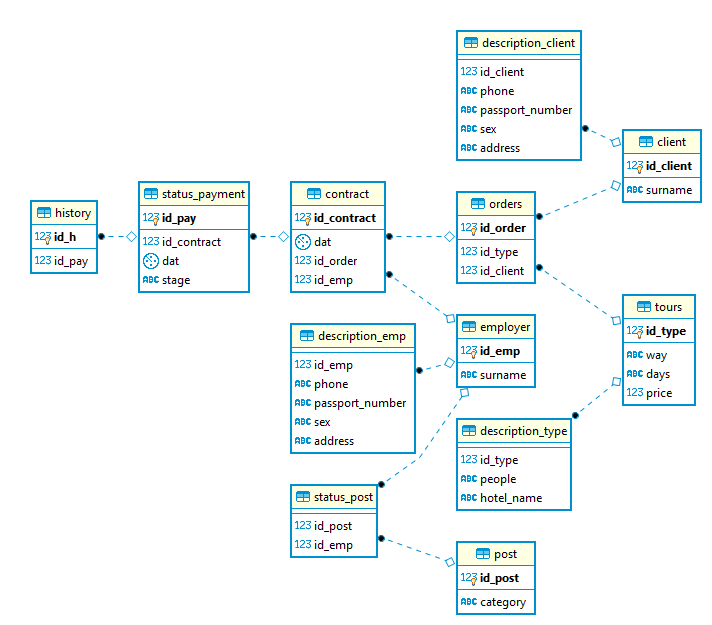 description_client
123 id_client
ABC phone
ABC passport_number
ABC sex
ABC address
client
123 id_client
ABC surname
history
123 id_h
123 id_pay
status_payment
123 id_pay
123 id_contract
dat
ABC stage
contract
123 id_contract
dat
123 id_order
123 id_emp
orders
123 id_order
123 id_type
123 id_client
description_emp
123 id_emp
ABC phone
ABC passport_number
ABC sex
ABC address
employer
123 id_emp
ABC surname
tours
123 id_type
ABC way
ABC days
123 price
description_type
123 id_type
ABC people
ABC hotel_name
status_post
123 id_post
123 id_emp
post
123 id_post
ABC category